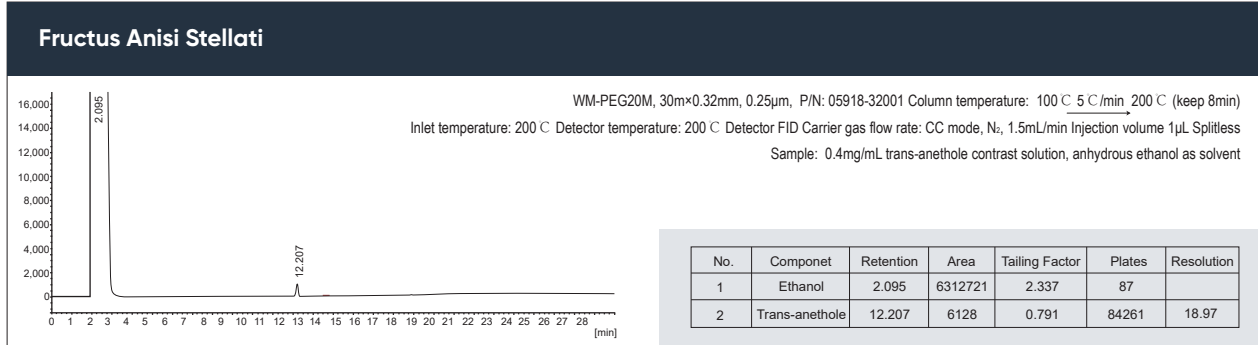 Fructus Anisi Stellati
WM-PEG20M, 30m×0.32mm, 0.25μm, P/N: 05918-32001 Column temperature: 100℃ 5℃/min 200℃ (keep 8min)
Inlet temperature: 200℃ Detector temperature: 200℃ Detector FID Carrier gas flow rate: CC mode, N₂, 1.5mL/min Injection volume 1μL Splitless
Sample: 0.4mg/mL trans-anethole contrast solution, anhydrous ethanol as solvent
16,000
14,000
12,000
10,000
8,000
6,000
4,000
2,000
0
2.095
12.207
0 1 2 3 4 5 6 7 8 9 10 11 12 13 14 15 16 17 18 19 20 21 22 23 24 25 26 27 28
[min]
No. Componet Retention Area Tailing Factor Plates Resolution
1 Ethanol 2.095 6312721 2.337 87
2 Trans-anethole 12.207 6128 0.791 84261 18.97